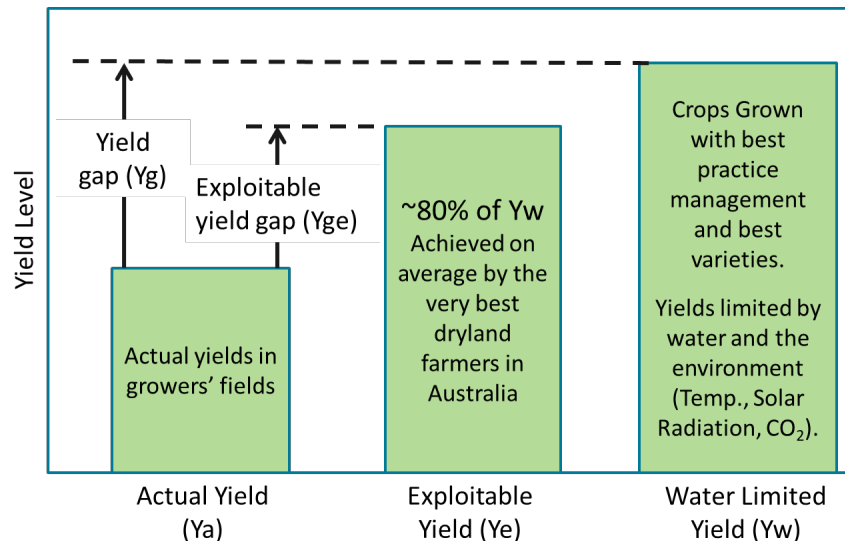 Yield Level
Yield
gap (Yg)
Exploitable
yield gap (Yge)
Actual yields in
growers’ fields
~80% of Yw
Achieved on
average by the
very best
dryland
farmers in
Australia
Crops Grown
with best
practice
management
and best
varieties.
Yields limited by
water and the
environment
(Temp., Solar
Radiation, CO₂).
Actual Yield
(Ya)
Exploitable
Yield (Ye)
Water Limited
Yield (Yw)